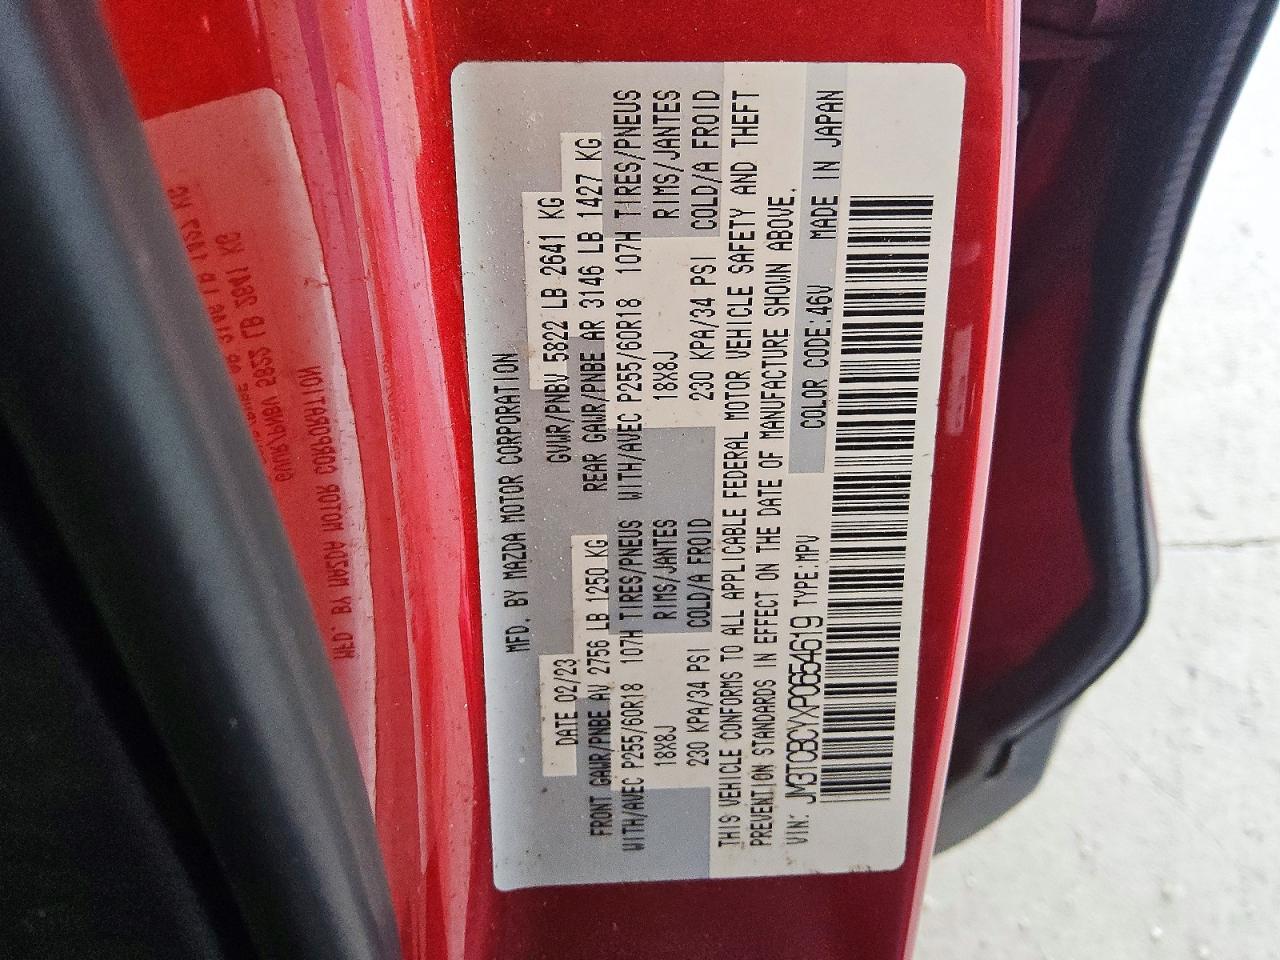 MFD. BY MAZDA MOTOR CORPORATION
DATE 02/23 GVWR/PNBV 5822 LB 2641 KG
FRONT GAWR/PNBE AV 2756 LB 1250 KG REAR GAWR/PNBE AR 3146 LB 1427 KG
WITH/AVEC P255/60R18 107H TIRES/PNEUS WITH/AVEC P255/60R18 107H TIRES/PNEUS
18X8J RIMS/JANTES 18X8J RIMS/JANTES
230 KPA/34 PSI COLD/A FROID 230 KPA/34 PSI COLD/A FROID
THIS VEHICLE CONFORMS TO ALL APPLICABLE FEDERAL MOTOR VEHICLE SAFETY AND THEFT
PREVENTION STANDARDS IN EFFECT ON THE DATE OF MANUFACTURE SHOWN ABOVE.
VIN: JM3TCBCYXP0654619 TYPE:MPV COLOR CODE:46V MADE IN JAPAN